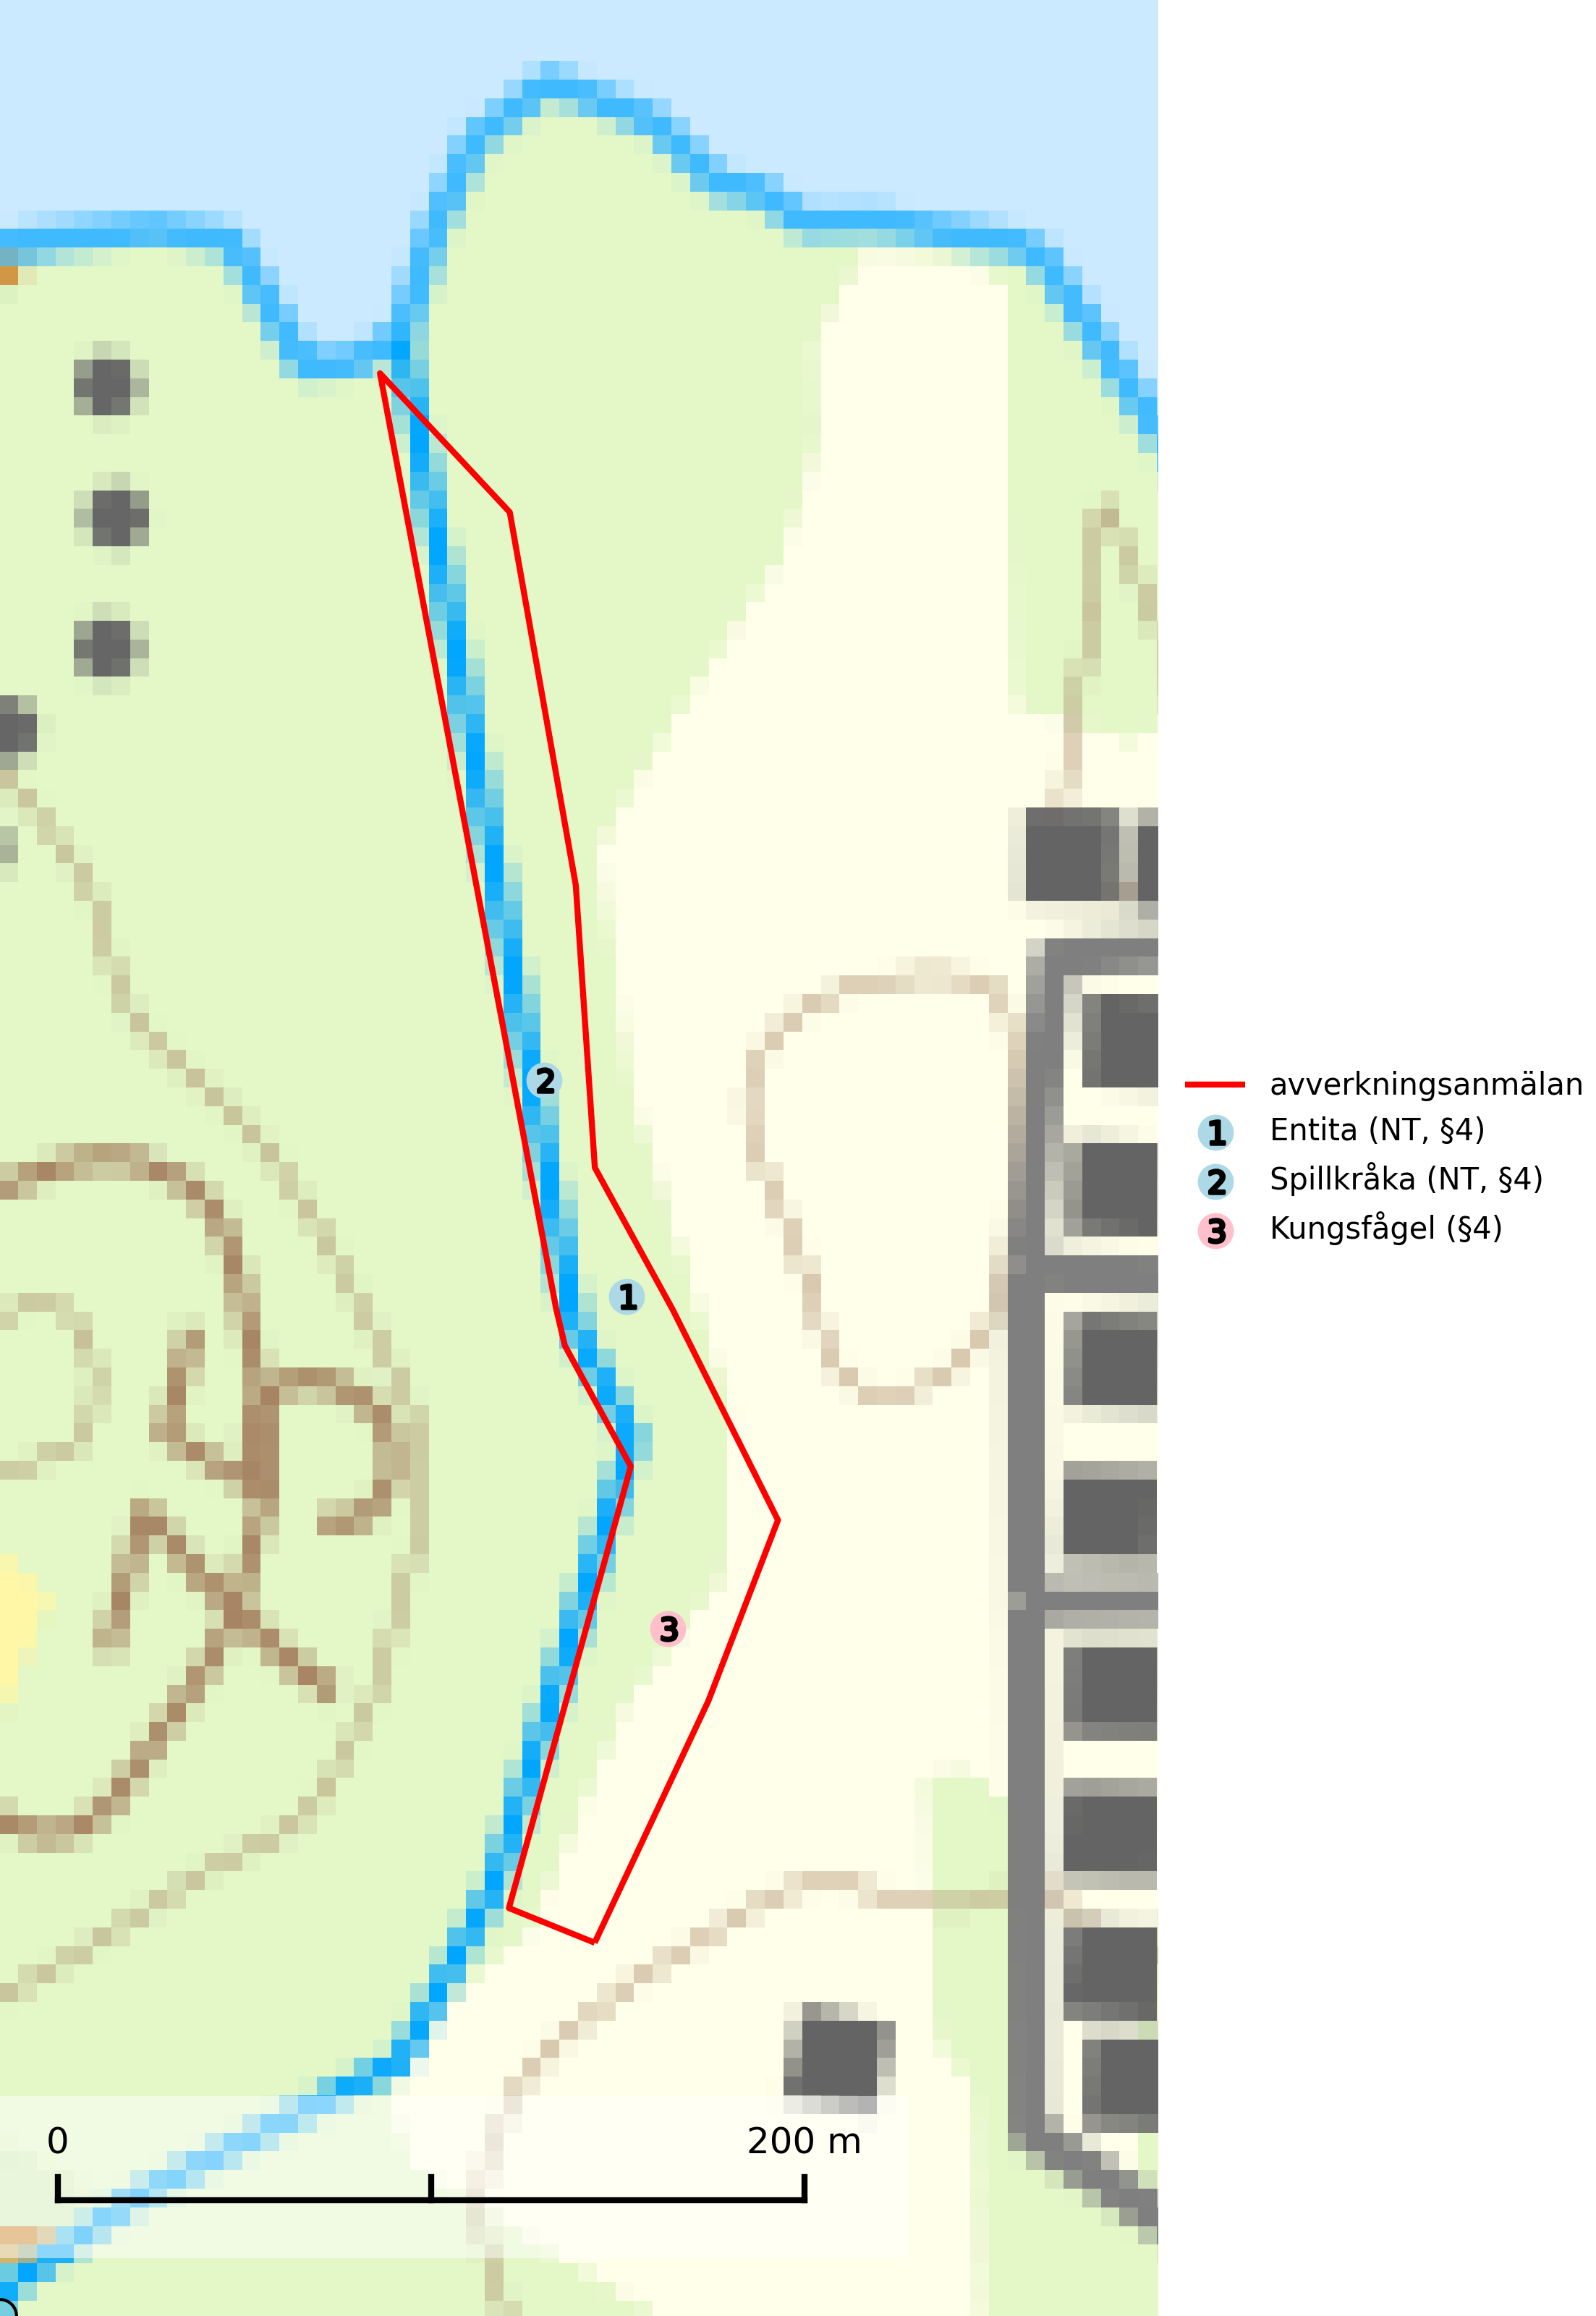 2
1
3
avverkningsanmälan
1 Entita (NT, §4)
2 Spillkråka (NT, §4)
3 Kungsfågel (§4)
0 200 m